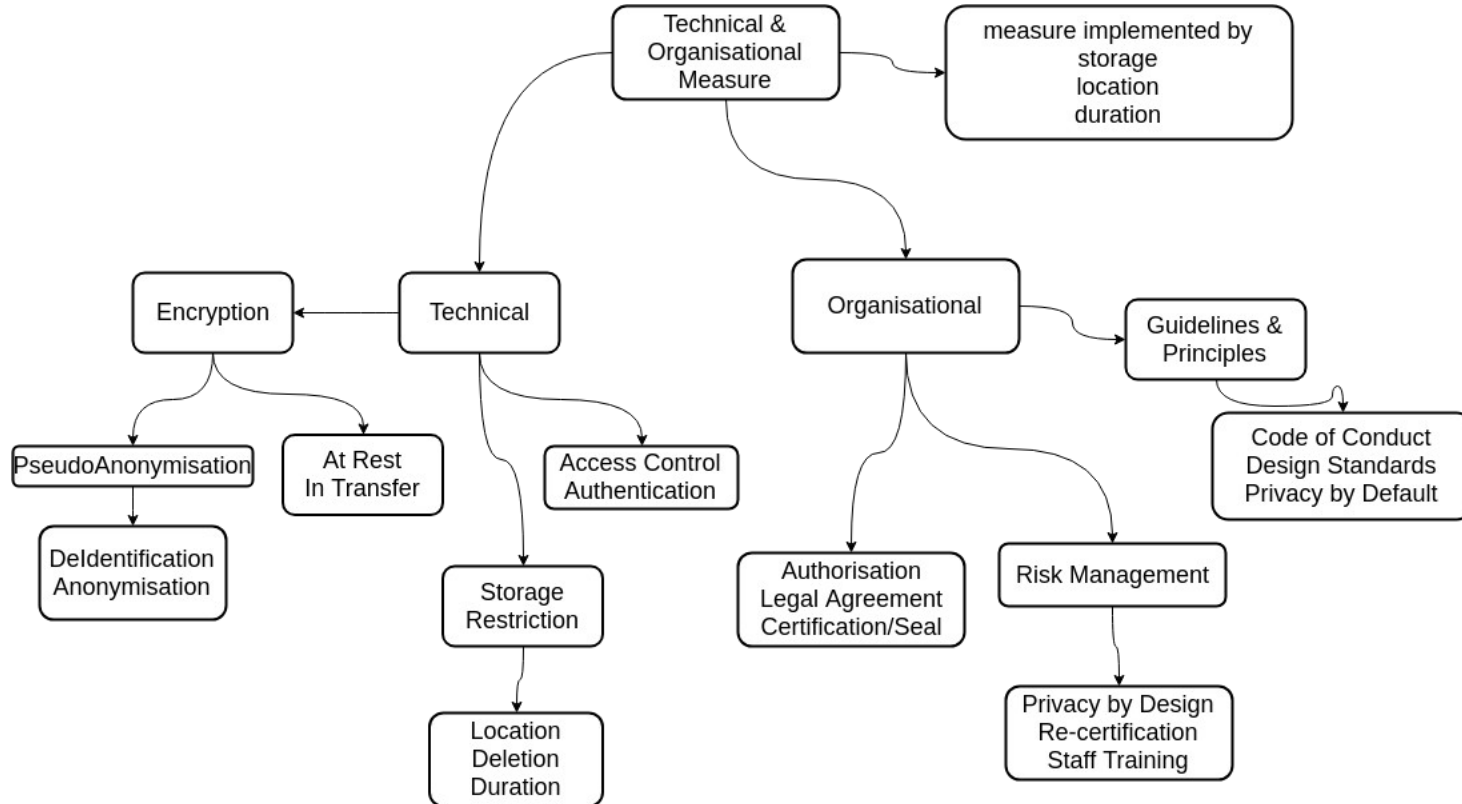 Technical &
Organisational
Measure
measure implemented by
storage
location
duration
Encryption
Technical
Organisational
Guidelines &
Principles
PseudoAnonymisation
At Rest
In Transfer
Access Control
Authentication
Code of Conduct
Design Standards
Privacy by Default
DeIdentification
Anonymisation
Storage
Restriction
Authorisation
Legal Agreement
Certification/Seal
Risk Management
Location
Deletion
Duration
Privacy by Design
Re-certification
Staff Training